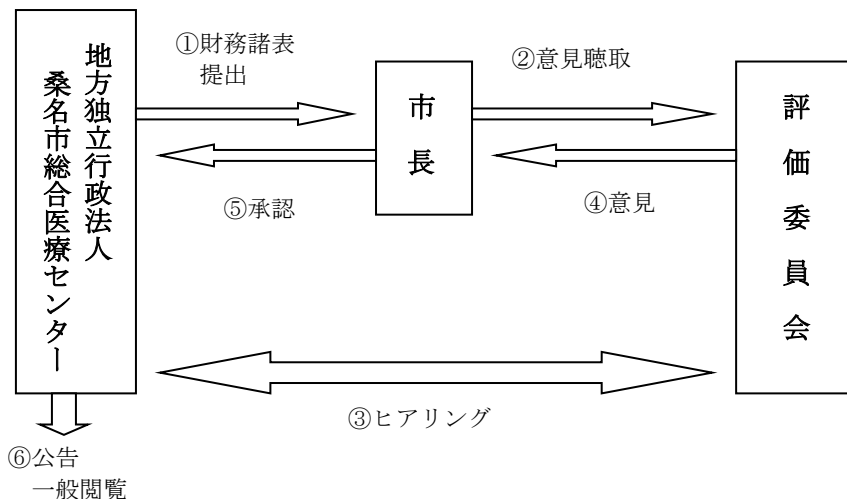 地方独立行政法人
桑名市総合医療センター
①財務諸表
提出
市長
②意見聴取
評価委員会
⑤承認
④意見
③ヒアリング
⑥公告
一般閲覧